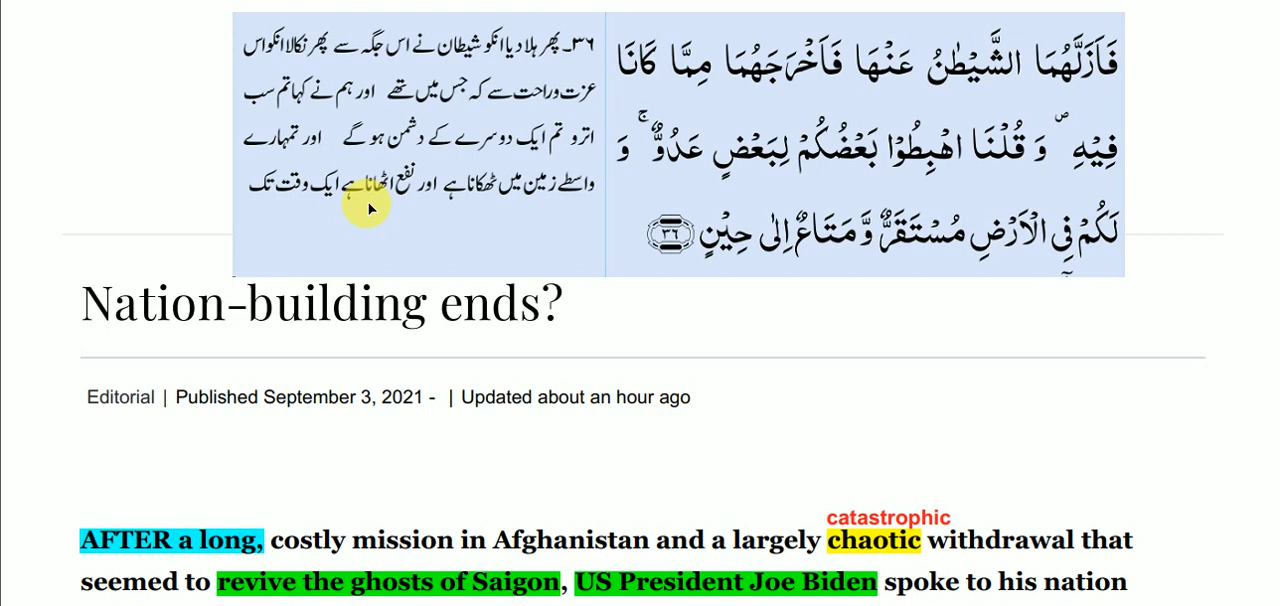 فَاَزَلَّهُمَا الشَّيْطٰنُ عَنْهَا فَاَخْرَجَهُمَا مِمَّا كَانَا
فِيْهِ ۪ وَ قُلْنَا اهْبِطُوْا بَعْضُكُمْ لِبَعْضٍ عَدُوٌّ ۚ وَ
لَكُمْ فِى الْاَرْضِ مُسْتَقَرٌّ وَّ مَتَاعٌ اِلٰى حِيْنٍ ﴿۳۶﴾
۳۶۔ پھر ہلا دیا انکو شیطان نے اس جگہ سے پھر نکالا انکو اس
عزت و راحت سے کہ جس میں تھے اور ہم نے کہا تم سب
اترو تم ایک دوسرے کے دشمن ہو گے اور تمہارے
واسطے زمین میں ٹھکانا ہے اور نفع اٹھانا ہے ایک وقت تک
Nation-building ends?
Editorial | Published September 3, 2021 - | Updated about an hour ago
catastrophic
AFTER a long, costly mission in Afghanistan and a largely chaotic withdrawal that
seemed to revive the ghosts of Saigon, US President Joe Biden spoke to his nation